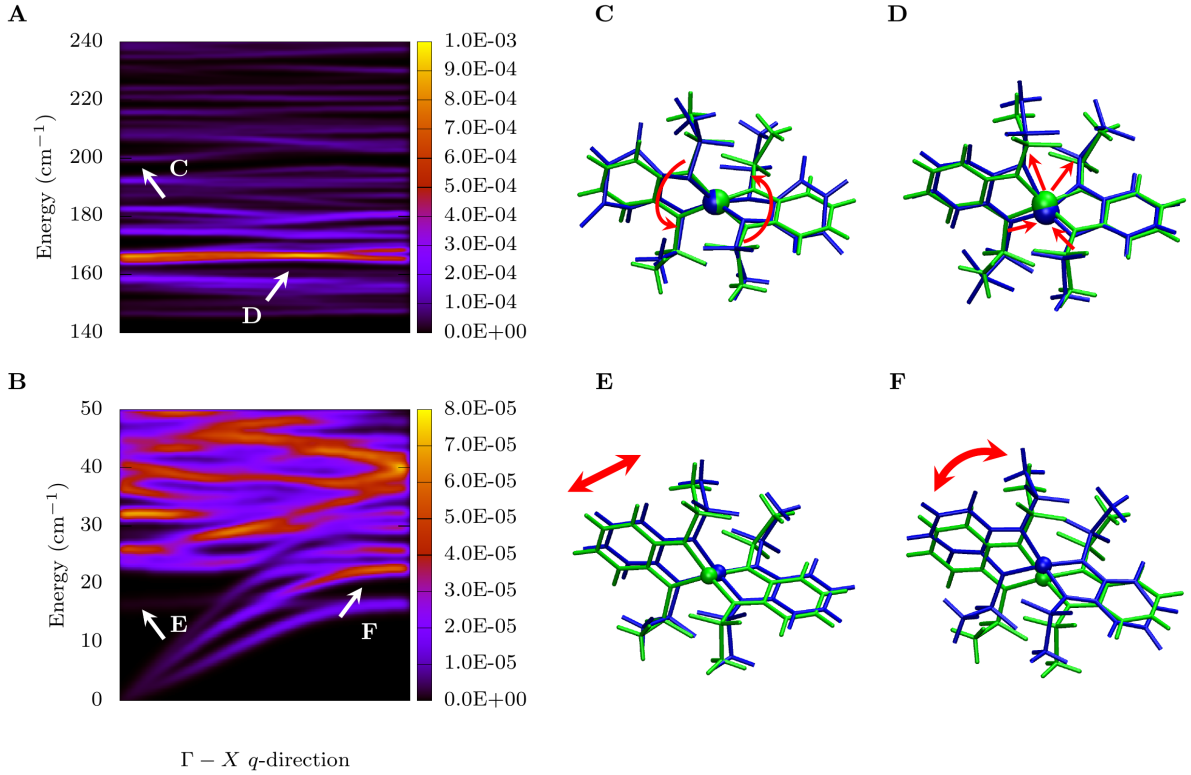 A
C
D
240
220
200
180
160
140
Energy (cm−1)
C
D
1.0E-03
9.0E-04
8.0E-04
7.0E-04
6.0E-04
5.0E-04
4.0E-04
3.0E-04
2.0E-04
1.0E-04
0.0E+00
B
E
F
50
40
30
20
10
0
Energy (cm−1)
E
F
8.0E-05
7.0E-05
6.0E-05
5.0E-05
4.0E-05
3.0E-05
2.0E-05
1.0E-05
0.0E+00
Γ − X q-direction